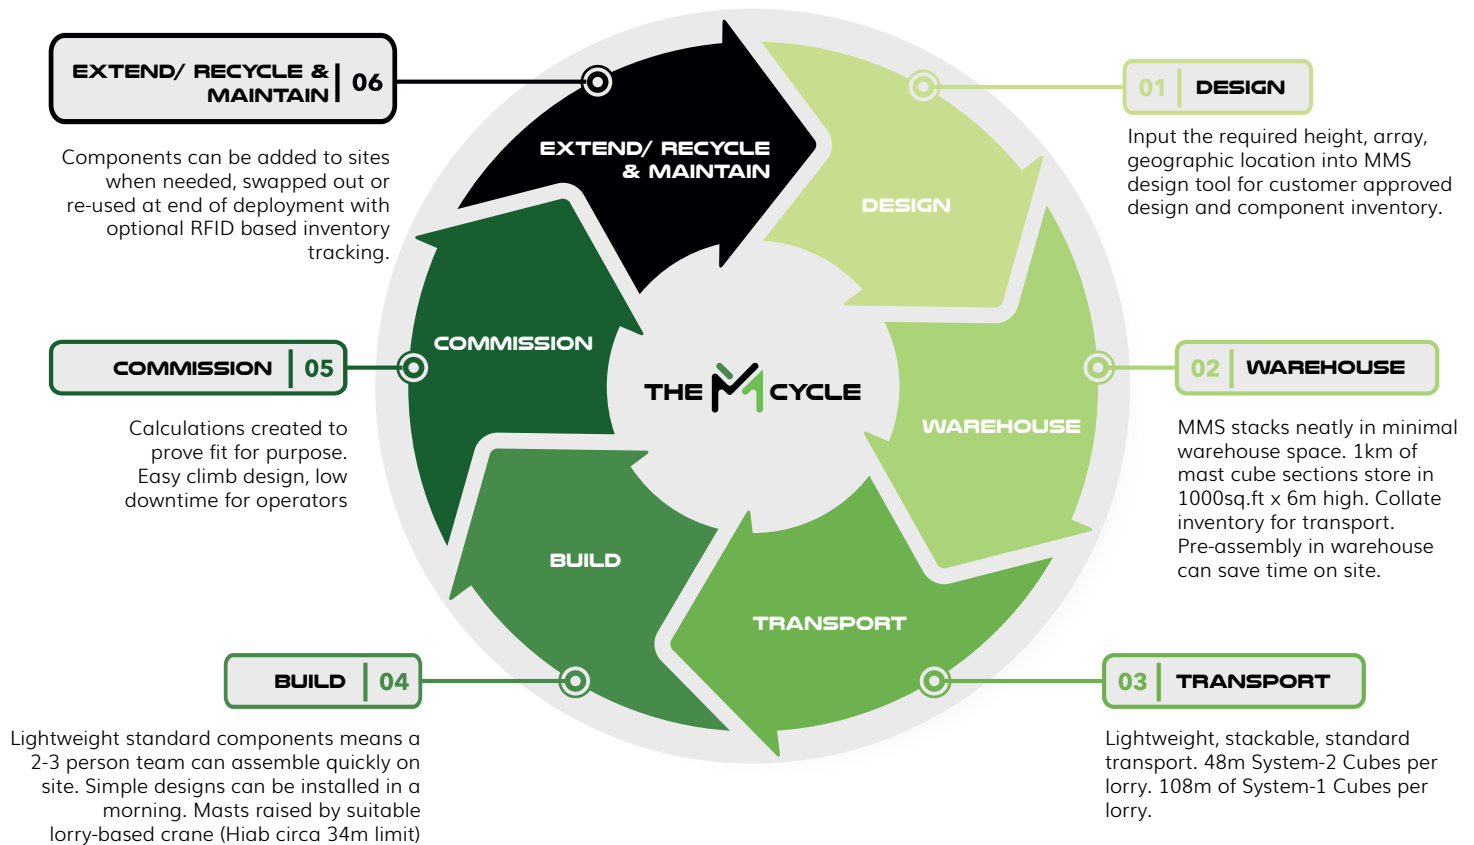 EXTEND/ RECYCLE &
MAINTAIN
06
Components can be added to sites
when needed, swapped out or
re-used at end of deployment with
optional RFID based inventory
tracking.
COMMISSION
05
Calculations created to
prove fit for purpose.
Easy climb design, low
downtime for operators
BUILD
04
Lightweight standard components means a
2-3 person team can assemble quickly on
site. Simple designs can be installed in a
morning. Masts raised by suitable
lorry-based crane (Hiab circa 34m limit)
EXTEND/ RECYCLE
& MAINTAIN
DESIGN
COMMISSION
WAREHOUSE
BUILD
TRANSPORT
THE M CYCLE
01
DESIGN
Input the required height, array,
geographic location into MMS
design tool for customer approved
design and component inventory.
02
WAREHOUSE
MMS stacks neatly in minimal
warehouse space. 1km of
mast cube sections store in
1000sq.ft x 6m high. Collate
inventory for transport.
Pre-assembly in warehouse
can save time on site.
03
TRANSPORT
Lightweight, stackable, standard
transport. 48m System-2 Cubes per
lorry. 108m of System-1 Cubes per
lorry.